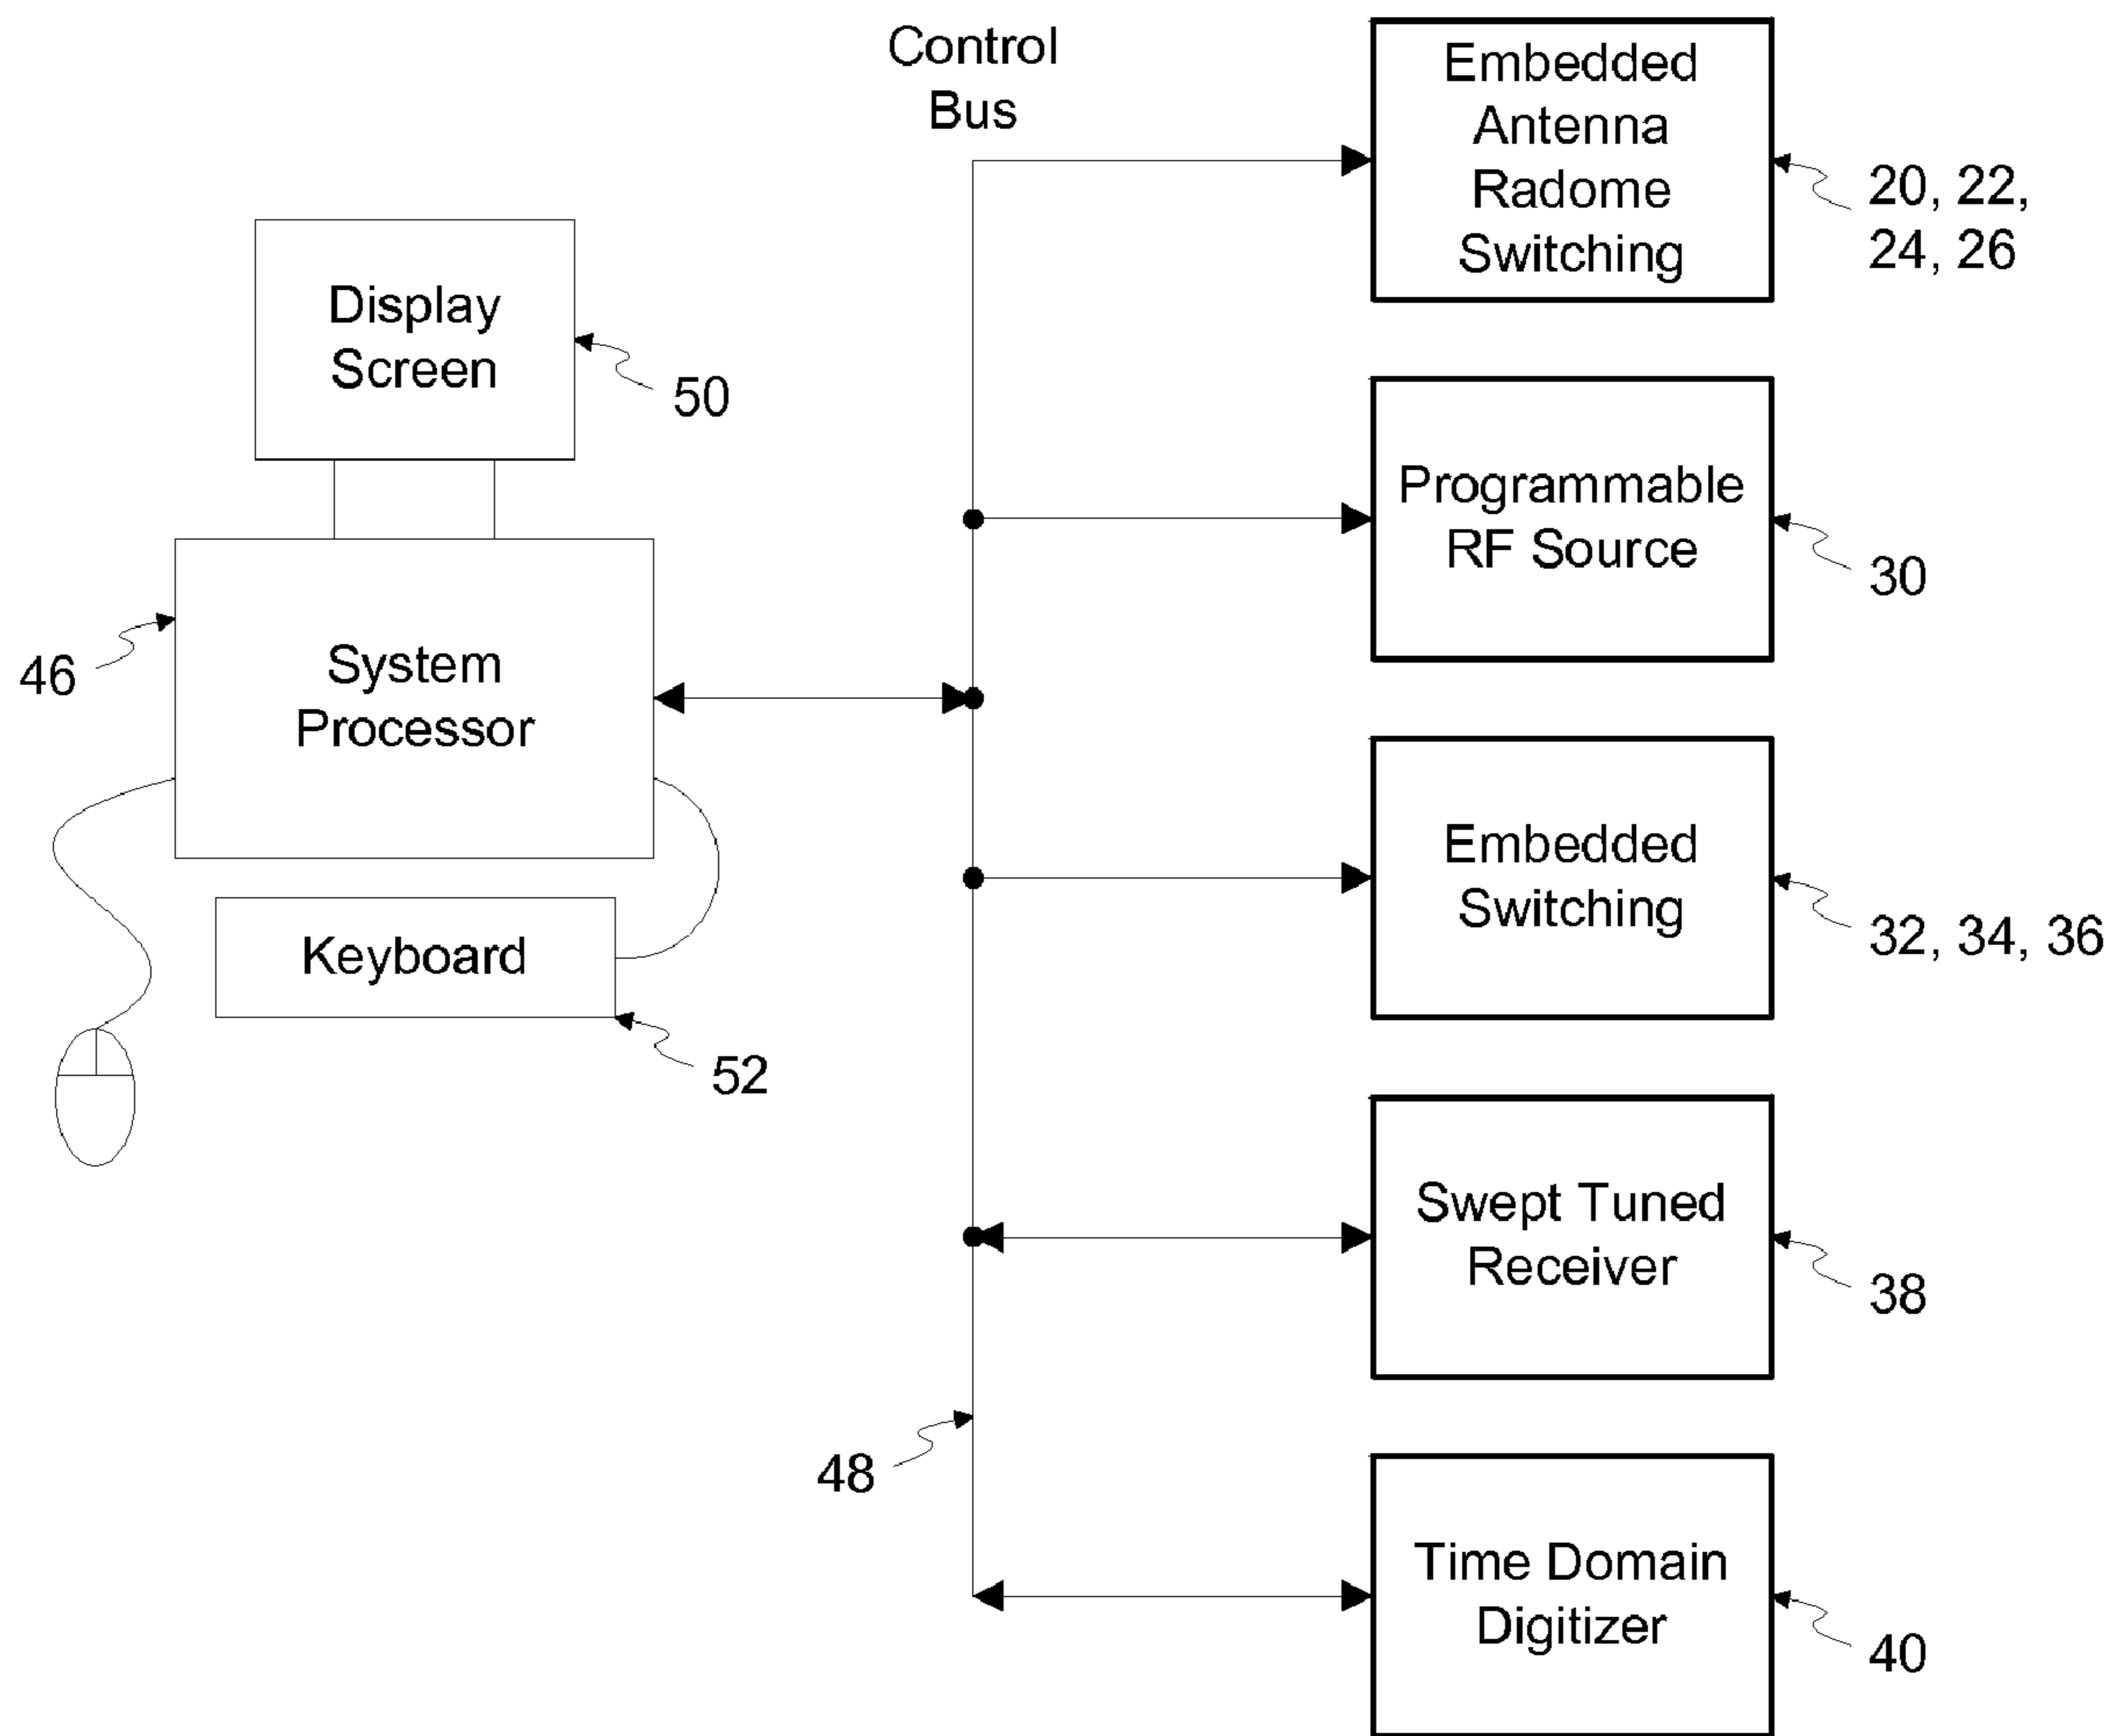 Control
Bus
Embedded
Antenna
Radome
Switching
20, 22,
24, 26
Display
Screen
50
Programmable
RF Source
30
System
Processor
46
Embedded
Switching
32, 34, 36
Keyboard
52
Swept Tuned
Receiver
38
48
Time Domain
Digitizer
40